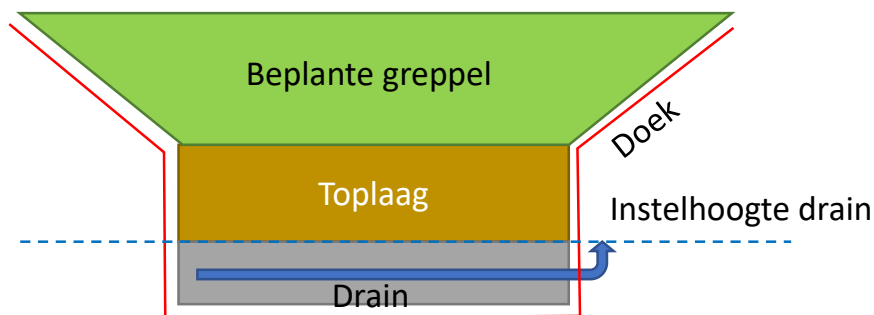 Beplante greppel
Doek
Toplaag
Instelhoogte drain
Drain